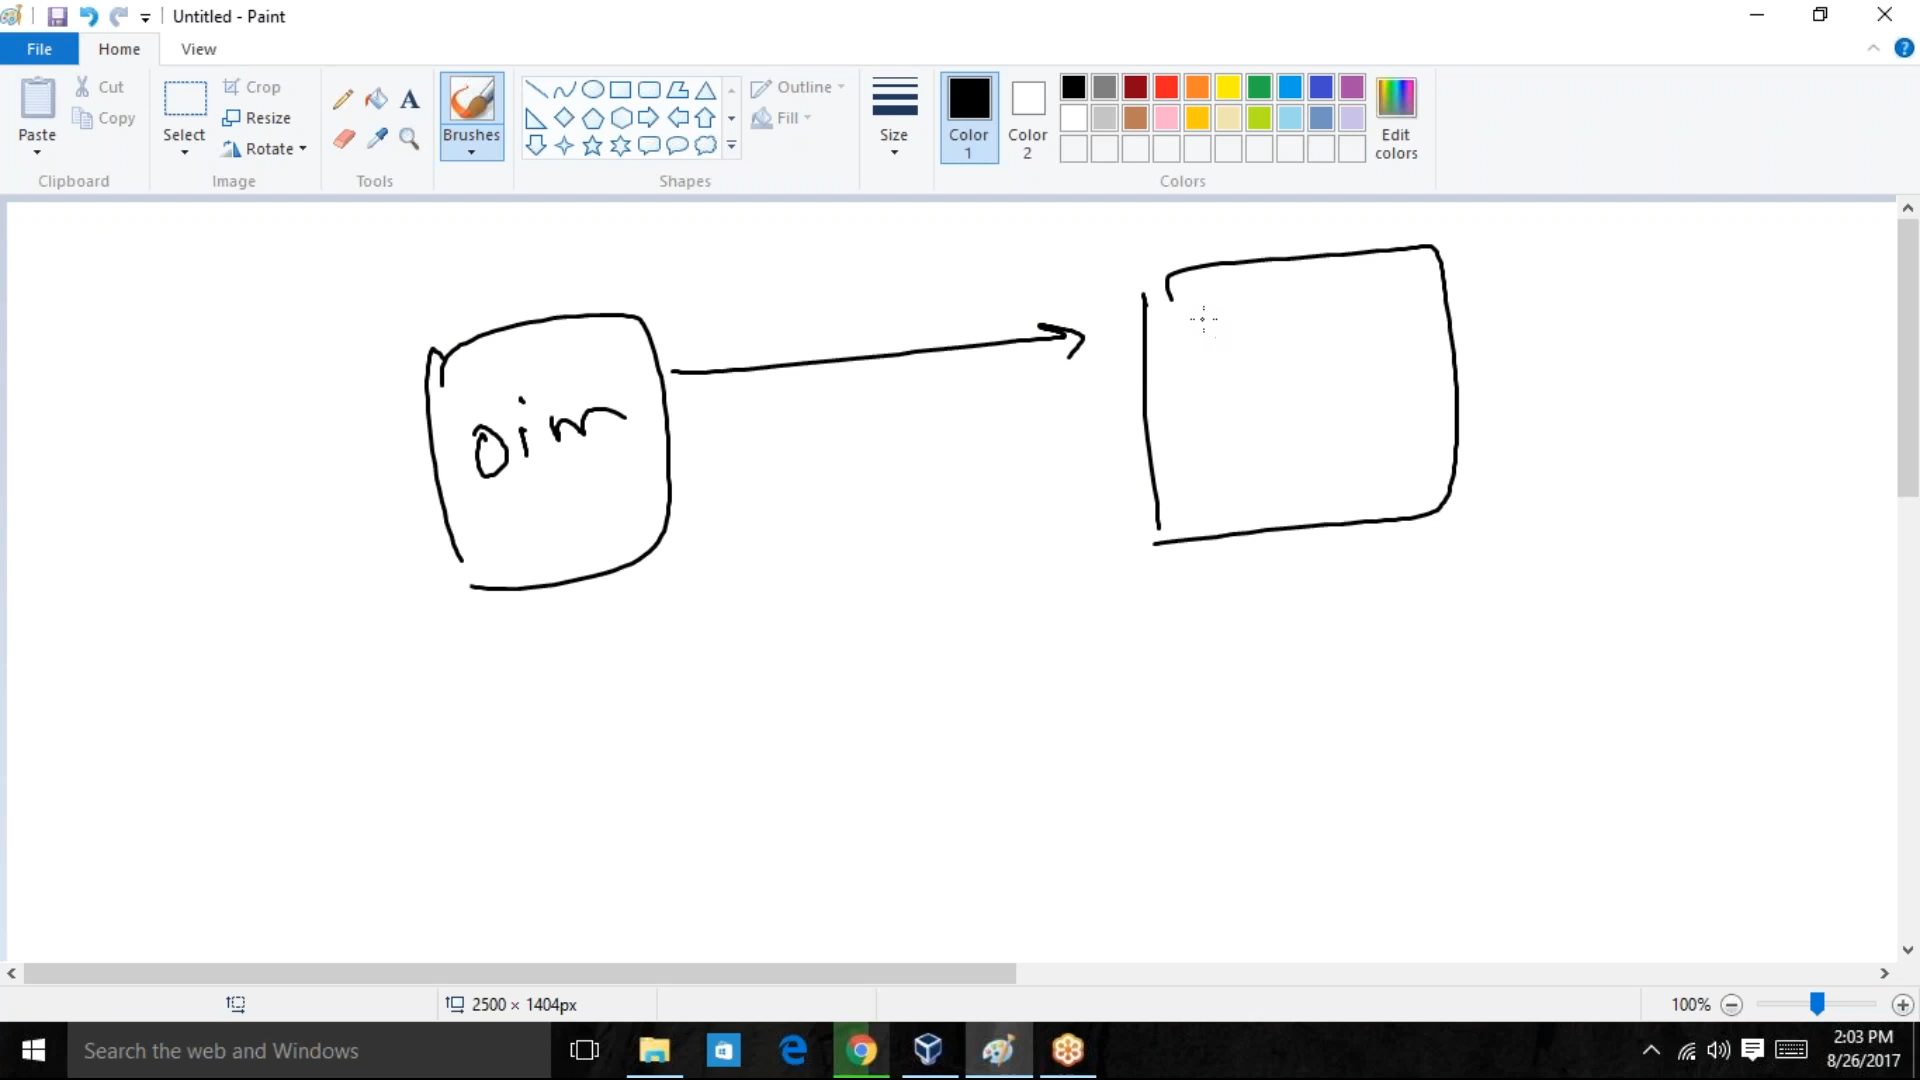 Untitled - Paint
File
Home
View
Paste
Cut
Copy
Clipboard
Select
Crop
Resize
Rotate
Image
Tools
Brushes
Shapes
Outline
Fill
Size
Color
1
Color
2
Edit
colors
Colors
oim
2500 × 1404px
100%
Search the web and Windows
2:03 PM
8/26/2017